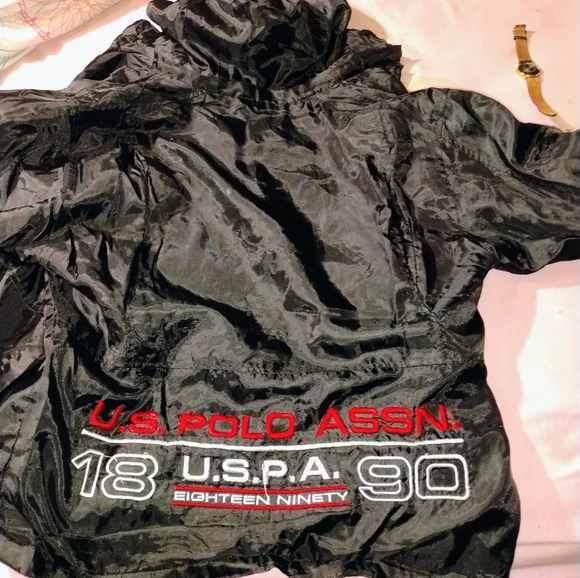 U.S. POLO ASSN.
18 U.S.P.A. 90
EIGHTEEN NINETY